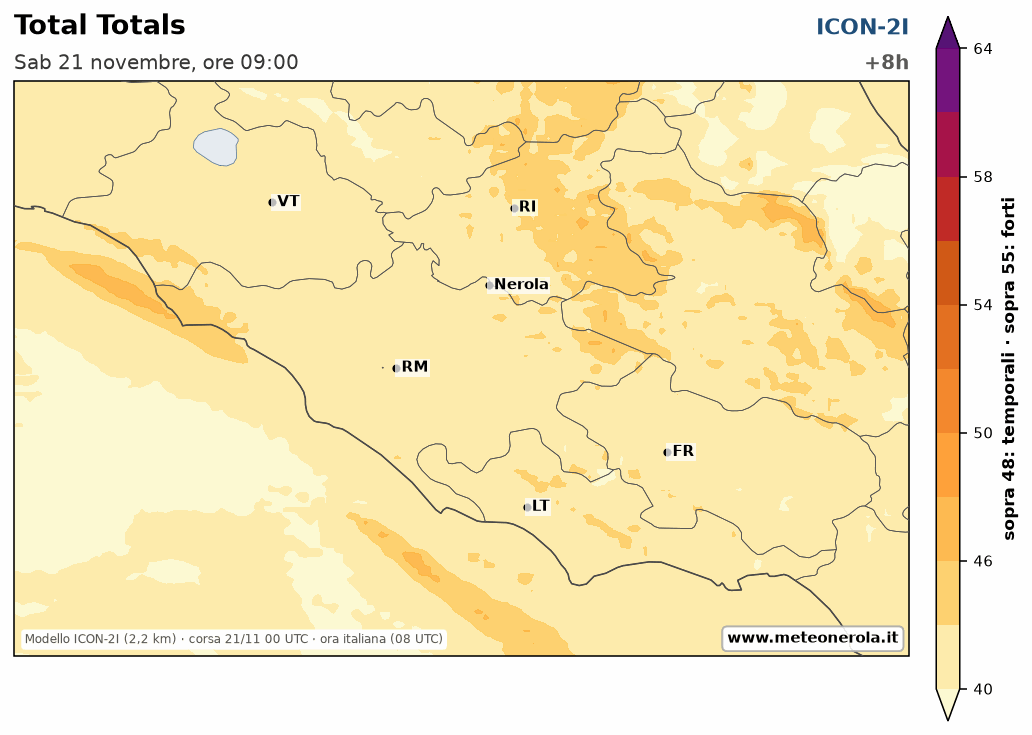 Total Totals
ICON-2I
Sab 21 novembre, ore 09:00
+8h
VT
RI
Nerola
RM
FR
LT
Modello ICON-2I (2,2 km) · corsa 21/11 00 UTC · ora italiana (08 UTC)
www.meteonerola.it
64
58
54
50
46
40
sopra 48: temporali · sopra 55: forti